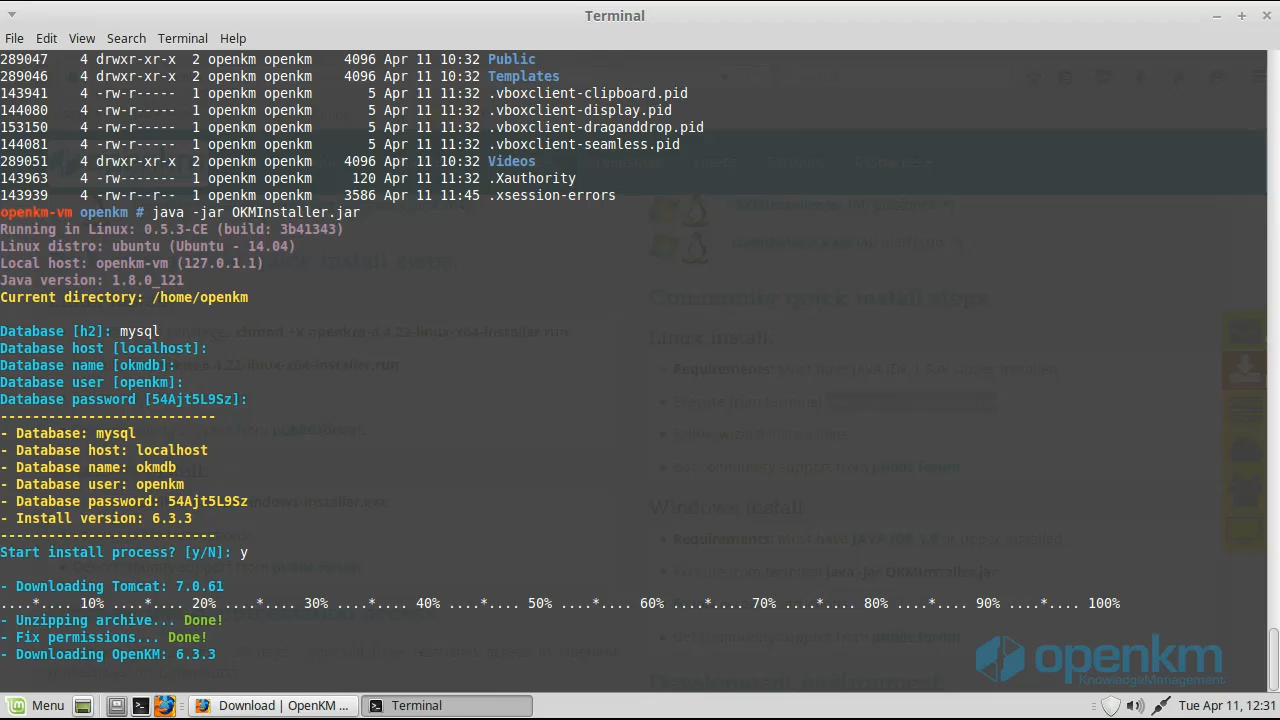 Terminal
File Edit View Search Terminal Help
289047 4 drwxr-xr-x 2 openkm openkm 4096 Apr 11 10:32 Public
289046 4 drwxr-xr-x 2 openkm openkm 4096 Apr 11 10:32 Templates
143941 4 -rw-r----- 1 openkm openkm 5 Apr 11 11:32 .vboxclient-clipboard.pid
144080 4 -rw-r----- 1 openkm openkm 5 Apr 11 11:32 .vboxclient-display.pid
153150 4 -rw-r----- 1 openkm openkm 5 Apr 11 11:32 .vboxclient-draganddrop.pid
144081 4 -rw-r----- 1 openkm openkm 5 Apr 11 11:32 .vboxclient-seamless.pid
289051 4 drwxr-xr-x 2 openkm openkm 4096 Apr 11 10:32 Videos
143963 4 -rw------- 1 openkm openkm 120 Apr 11 11:32 .Xauthority
143939 4 -rw-r--r-- 1 openkm openkm 3586 Apr 11 11:45 .xsession-errors
openkm-vm openkm # java -jar OKMInstaller.jar
Running in Linux: 0.5.3-CE (build: 3b41343)
Linux distro: ubuntu (Ubuntu - 14.04)
Local host: openkm-vm (127.0.1.1)
Java version: 1.8.0_121
Current directory: /home/openkm
Database [h2]: mysql
Database host [localhost]:
Database name [okmdb]:
Database user [openkm]:
Database password [54Ajt5L9Sz]:
---------------------------
- Database: mysql
- Database host: localhost
- Database name: okmdb
- Database user: openkm
- Database password: 54Ajt5L9Sz
- Install version: 6.3.3
---------------------------
Start install process? [y/N]: y
- Downloading Tomcat: 7.0.61
....*.... 10% ....*.... 20% ....*.... 30% ....*.... 40% ....*.... 50% ....*.... 60% ....*.... 70% ....*.... 80% ....*.... 90% ....*.... 100%
- Unzipping archive... Done!
- Fix permissions... Done!
- Downloading OpenKM: 6.3.3
Community quick install steps
Linux install.
Windows install
openkm
KnowledgeManagement
Menu Download | OpenKM ... Terminal Tue Apr 11, 12:31